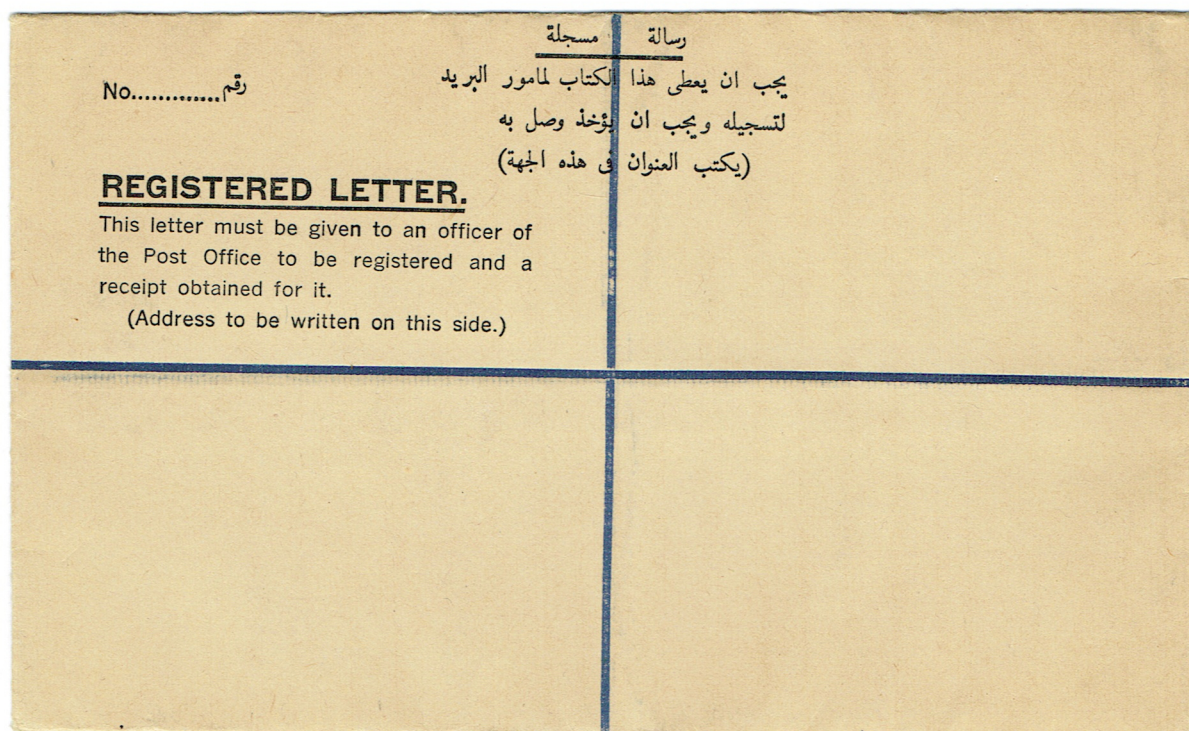 رسالة مسجلة
يجب ان يعطى هذا الكتاب لمامور البريد
لتسجيله ويجب ان يؤخذ وصل به
(يكتب العنوان فى هذه الجهة)
No.............رقم
REGISTERED LETTER.
This letter must be given to an officer of
the Post Office to be registered and a
receipt obtained for it.
(Address to be written on this side.)